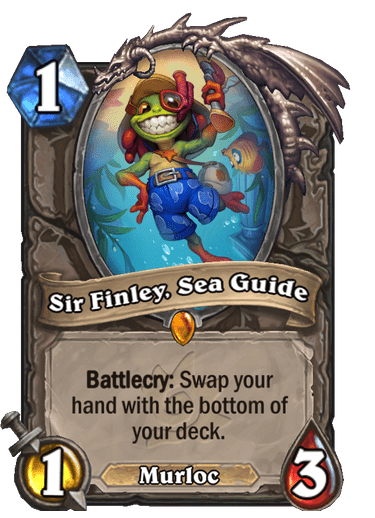 1
Sir Finley, Sea Guide
Battlecry: Swap your
hand with the bottom of
your deck.
1
Murloc
3